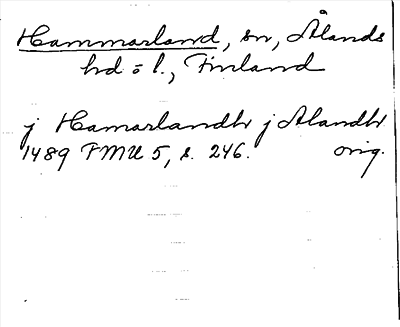 Hammarland, sn, Ålands
hd o l., Finland
j Hamarlandh j Alandh
1489 FMU 5, s. 246. orig.